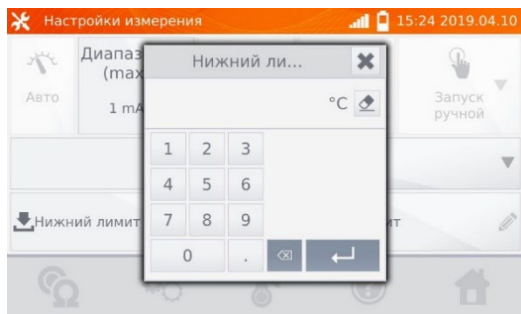 Настройки измерения 15:24 2019.04.10
Диапаз
(max
1 mA
Авто
Нижний ли...
°C
Запуск
ручной
1 2 3
4 5 6
7 8 9
0 .
Нижний лимит
ит